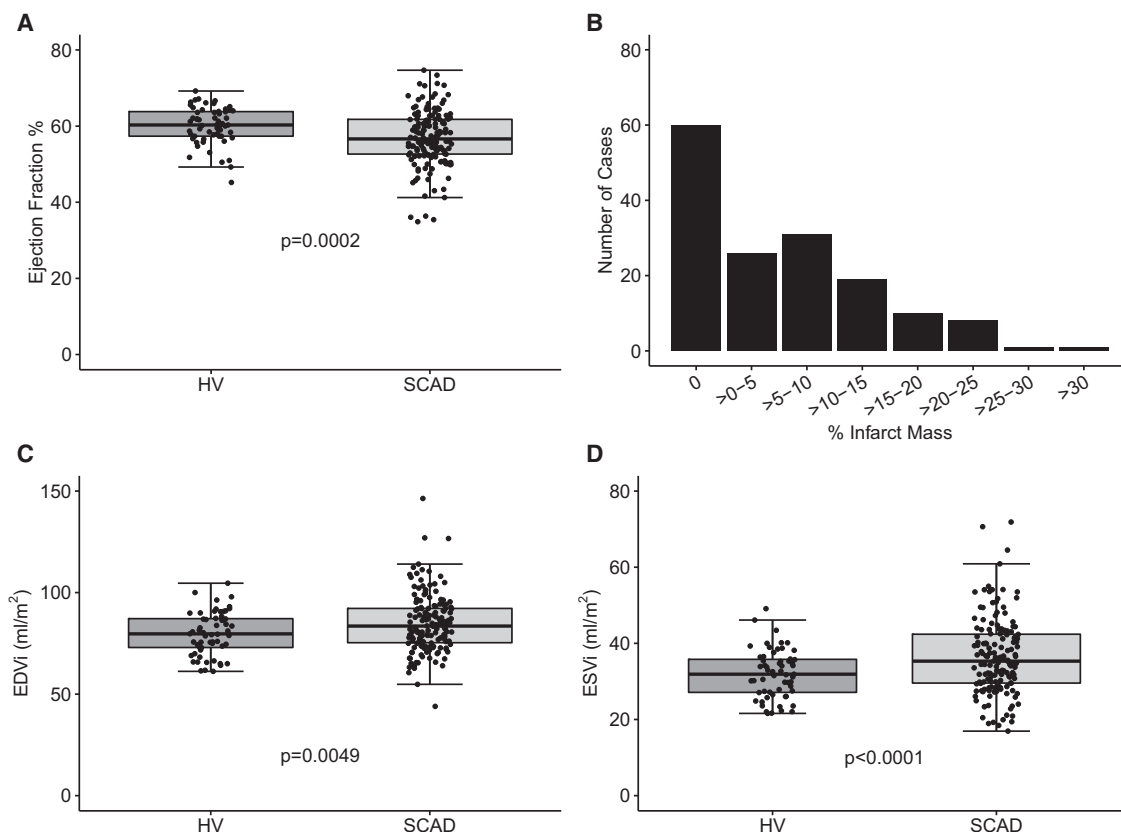 A
80
60
40
20
0
Ejection Fraction %
p=0.0002
HV
SCAD
B
80
60
40
20
0
Number of Cases
0
>0−5
>5−10
>10−15
>15−20
>20−25
>25−30
>30
% Infarct Mass
C
150
100
50
0
EDVi (ml/m²)
p=0.0049
HV
SCAD
D
80
60
40
20
0
ESVi (ml/m²)
p<0.0001
HV
SCAD